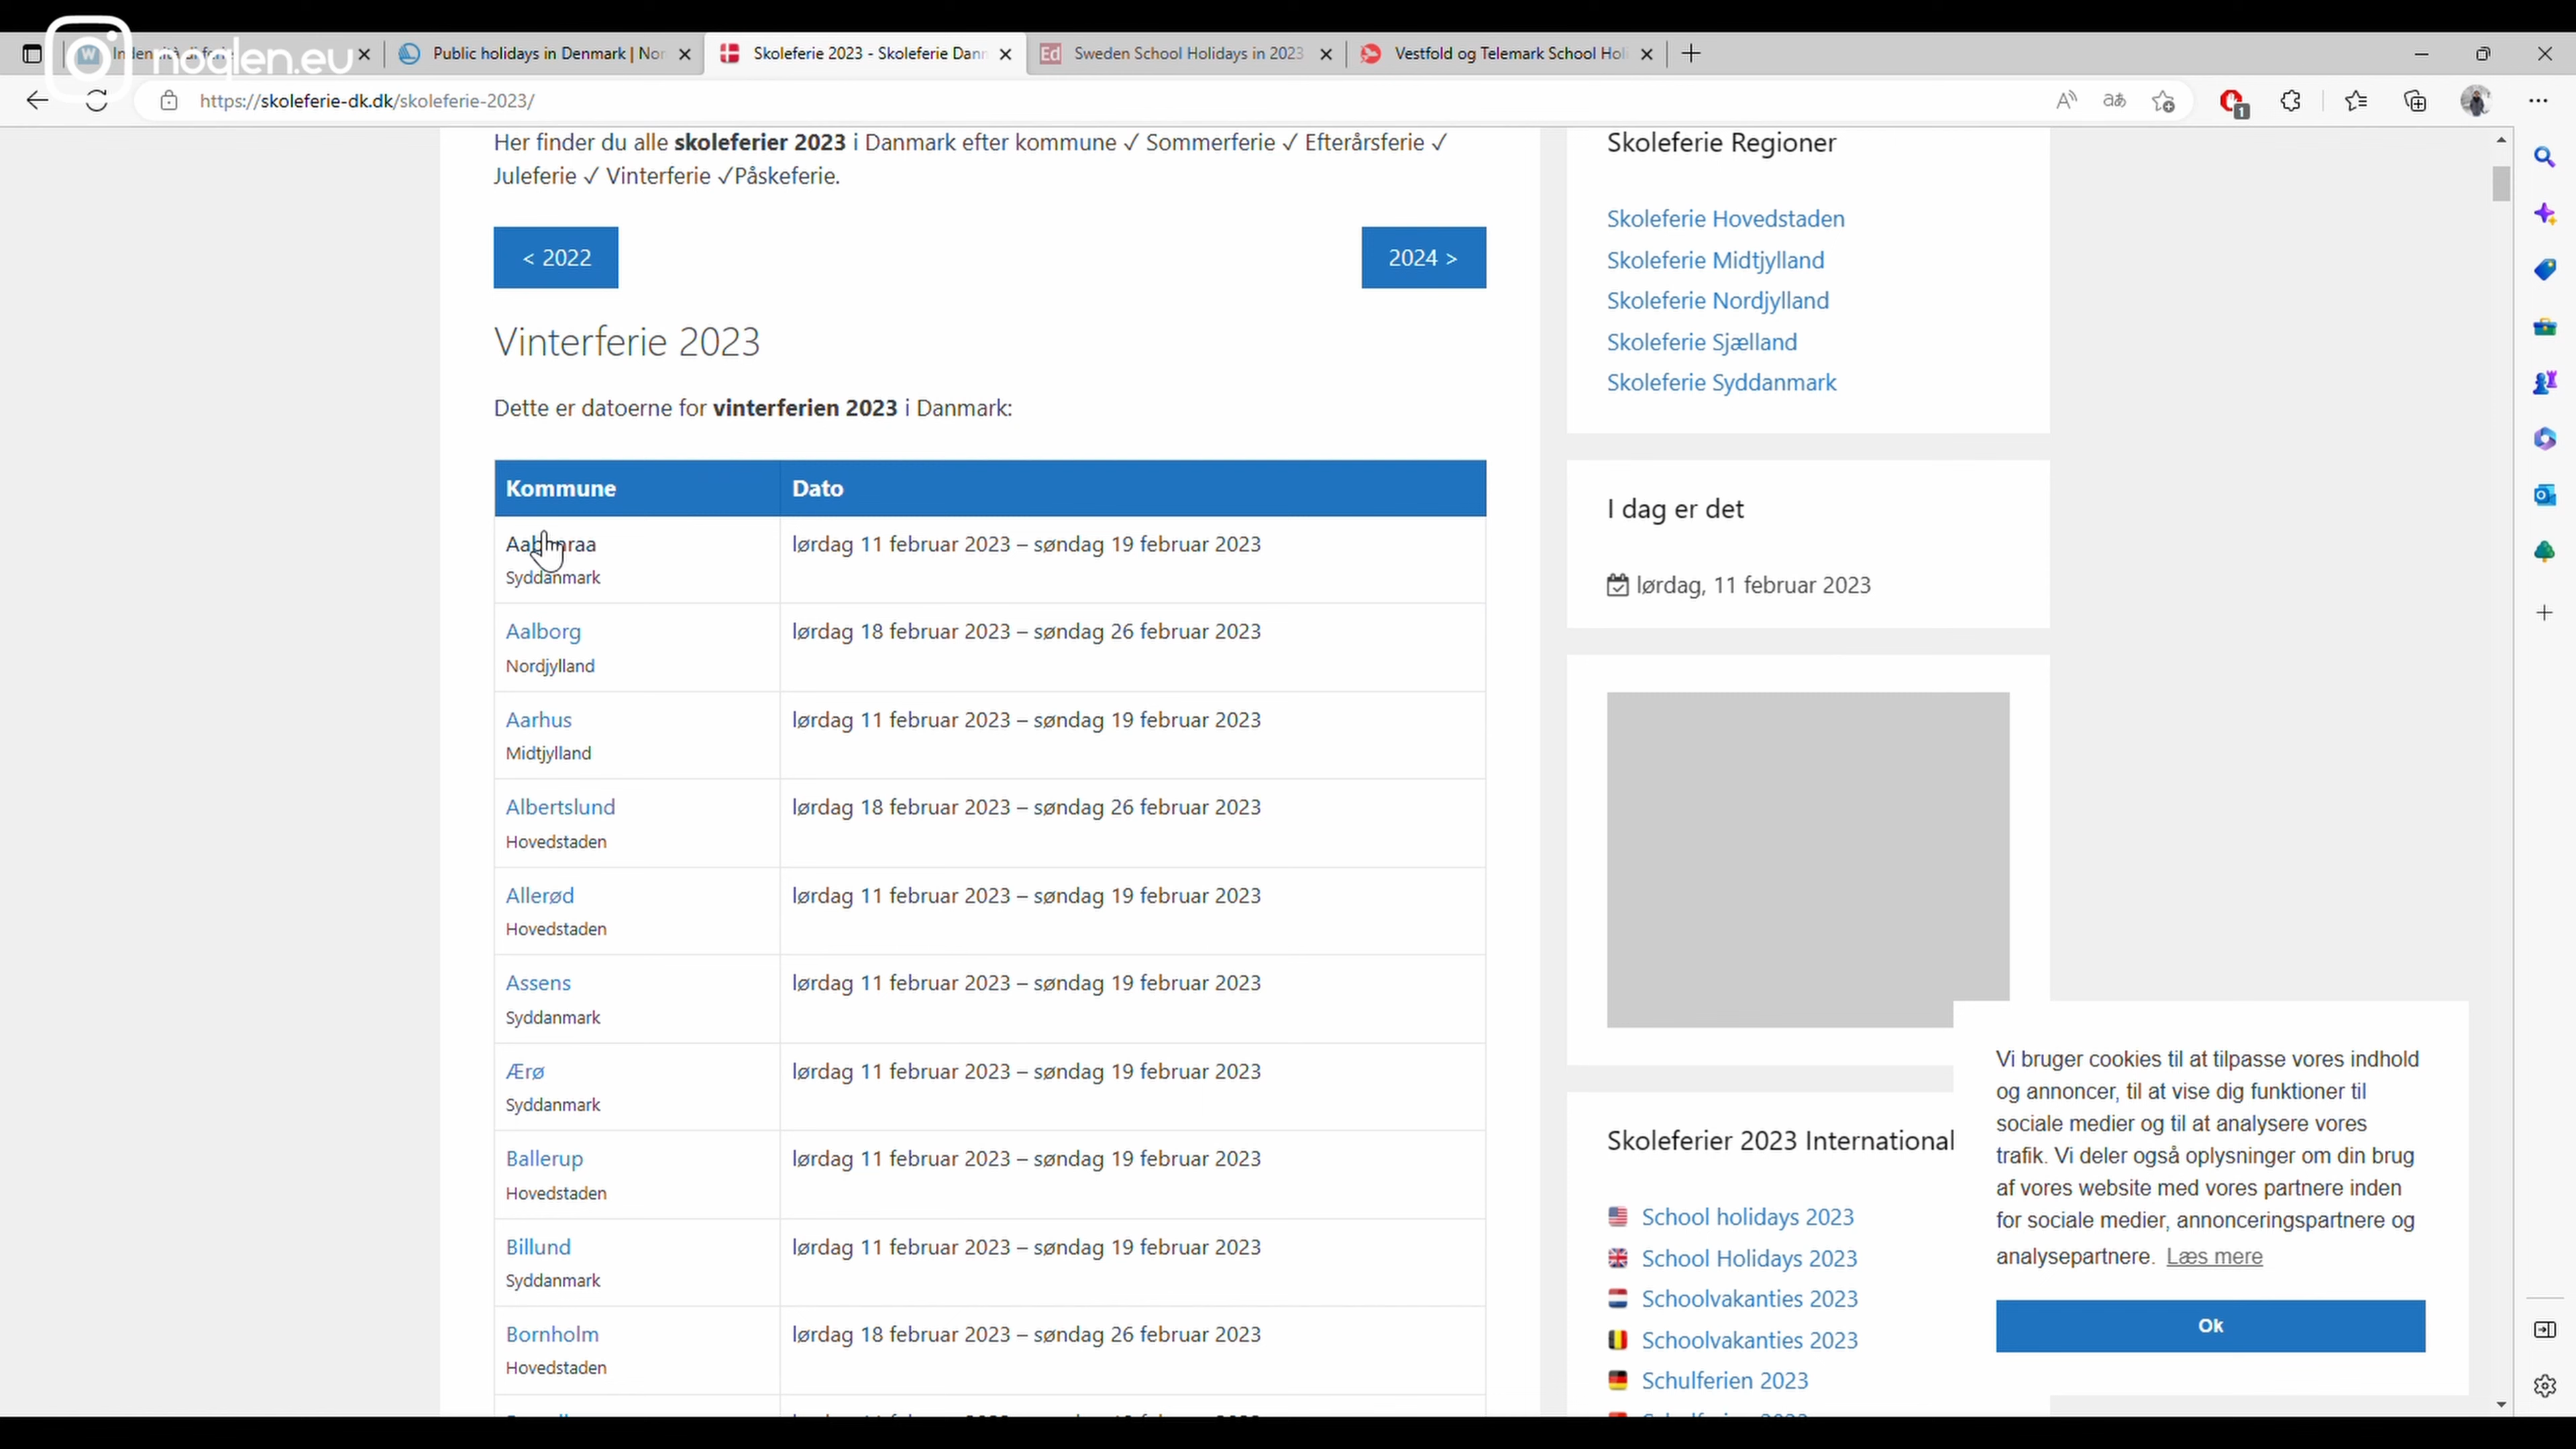 noglen.eu
Public holidays in Denmark | Nor
Skoleferie 2023 - Skoleferie Dann
Sweden School Holidays in 2023
Vestfold og Telemark School Hol
https://skoleferie-dk.dk/skoleferie-2023/
Her finder du alle skoleferier 2023 i Danmark efter kommune ✓ Sommerferie ✓ Efterårsferie ✓
Juleferie ✓ Vinterferie ✓Påskeferie.
< 2022
2024 >
Vinterferie 2023
Dette er datoerne for vinterferien 2023 i Danmark:
Kommune Dato
lørdag 11 februar 2023 – søndag 19 februar 2023
Syddanmark
Aalborg lørdag 18 februar 2023 – søndag 26 februar 2023
Nordjylland
Aarhus lørdag 11 februar 2023 – søndag 19 februar 2023
Midtjylland
Albertslund lørdag 18 februar 2023 – søndag 26 februar 2023
Hovedstaden
Allerød lørdag 11 februar 2023 – søndag 19 februar 2023
Hovedstaden
Assens lørdag 11 februar 2023 – søndag 19 februar 2023
Syddanmark
Ærø lørdag 11 februar 2023 – søndag 19 februar 2023
Syddanmark
Ballerup lørdag 11 februar 2023 – søndag 19 februar 2023
Hovedstaden
Billund lørdag 11 februar 2023 – søndag 19 februar 2023
Syddanmark
Bornholm lørdag 18 februar 2023 – søndag 26 februar 2023
Hovedstaden
Skoleferie Regioner
Skoleferie Hovedstaden
Skoleferie Midtjylland
Skoleferie Nordjylland
Skoleferie Sjælland
Skoleferie Syddanmark
I dag er det
lørdag, 11 februar 2023
Skoleferier 2023 International
School holidays 2023
School Holidays 2023
Schoolvakanties 2023
Schoolvakanties 2023
Schulferien 2023
Vi bruger cookies til at tilpasse vores indhold
og annoncer, til at vise dig funktioner til
sociale medier og til at analysere vores
trafik. Vi deler også oplysninger om din brug
af vores website med vores partnere inden
for sociale medier, annonceringspartnere og
analysepartnere. Læs mere
Ok